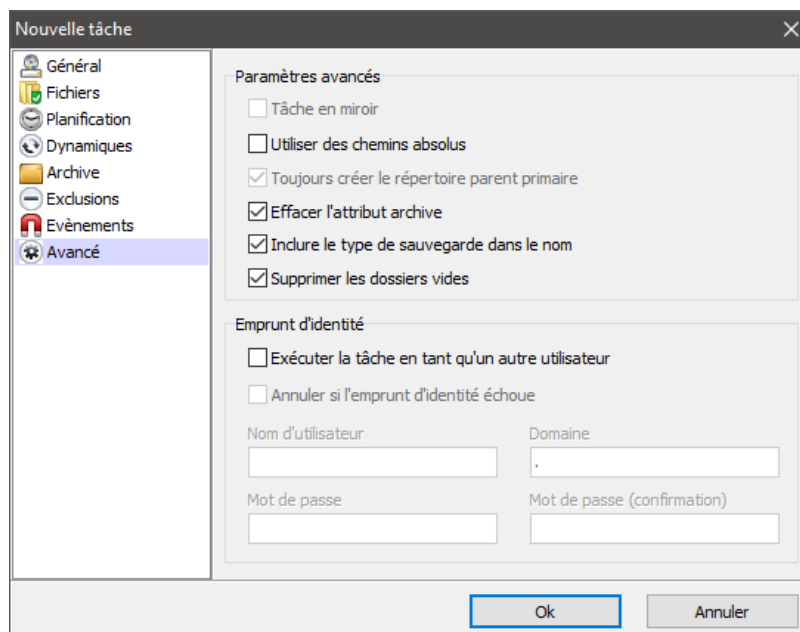 Nouvelle tâche
Général
Fichiers
Planification
Dynamiques
Archive
Exclusions
Evènements
Avancé
Paramètres avancés
Tâche en miroir
Utiliser des chemins absolus
Toujours créer le répertoire parent primaire
Effacer l'attribut archive
Inclure le type de sauvegarde dans le nom
Supprimer les dossiers vides
Emprunt d'identité
Exécuter la tâche en tant qu'un autre utilisateur
Annuler si l'emprunt d'identité échoue
Nom d'utilisateur Domaine
.
Mot de passe Mot de passe (confirmation)
Ok Annuler